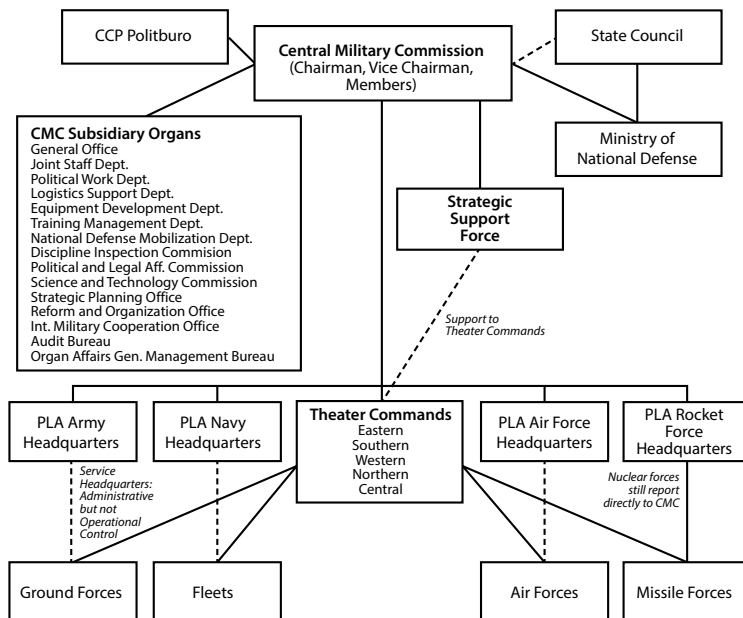 CCP Politburo
Central Military Commission
(Chairman, Vice Chairman,
Members)
State Council
CMC Subsidiary Organs
General Office
Joint Staff Dept.
Political Work Dept.
Logistics Support Dept.
Equipment Development Dept.
Training Management Dept.
National Defense Mobilization Dept.
Discipline Inspection Commision
Political and Legal Aff. Commission
Science and Technology Commission
Strategic Planning Office
Reform and Organization Office
Int. Military Cooperation Office
Audit Bureau
Organ Affairs Gen. Management Bureau
Ministry of
National Defense
Strategic
Support
Force
Support to
Theater Commands
PLA Army
Headquarters
PLA Navy
Headquarters
Theater Commands
Eastern
Southern
Western
Northern
Central
PLA Air Force
Headquarters
PLA Rocket
Force
Headquarters
Service
Headquarters:
Administrative
but not
Operational
Control
Nuclear forces
still report
directly to CMC
Ground Forces
Fleets
Air Forces
Missile Forces